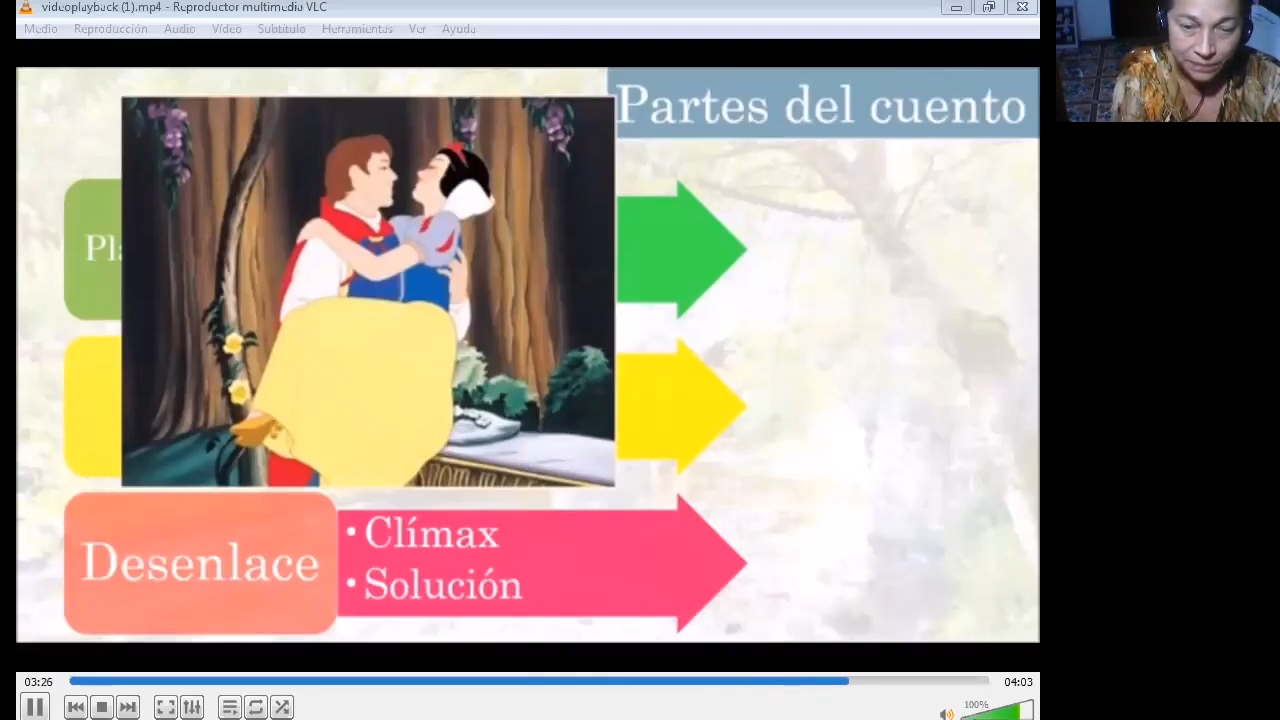 videoplayback (1).mp4 - Reproductor multimedia VLC
Medio Reproducción Audio Vídeo Subtítulo Herramientas Ver Ayuda
Partes del cuento
Pla
• Clímax
Desenlace
• Solución
03:26
04:03
100%